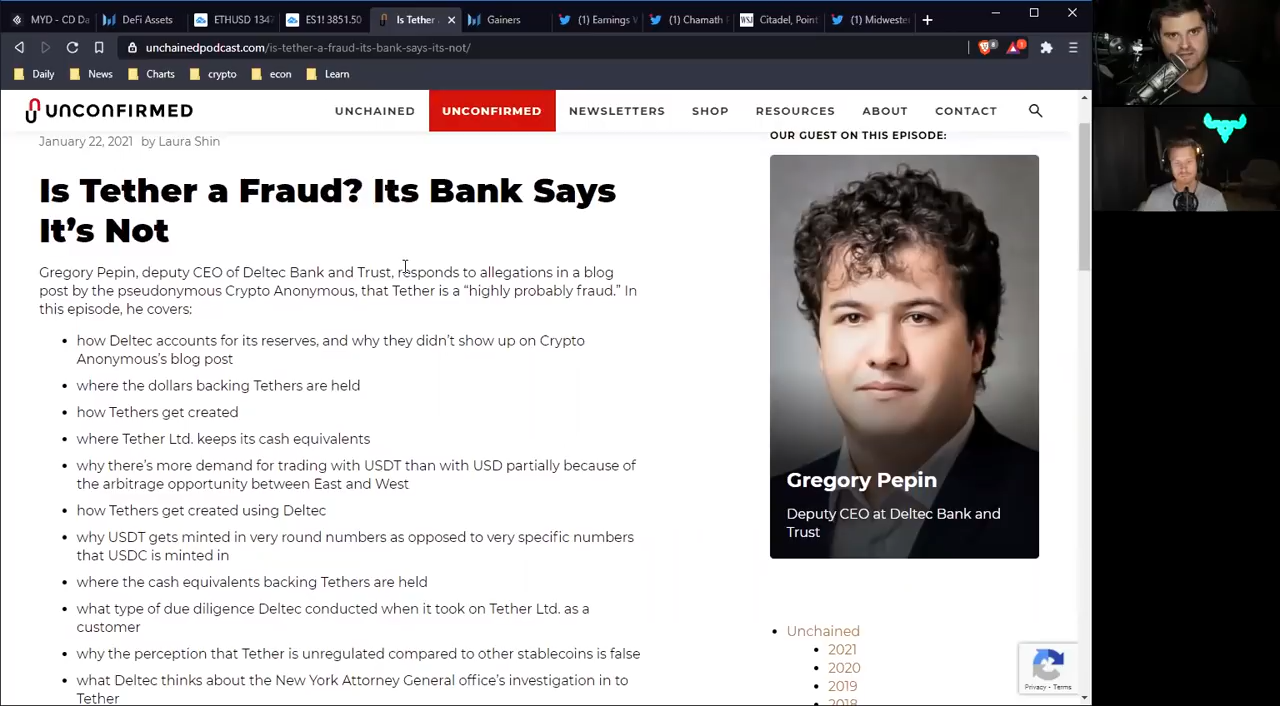 MYD - CD Da
DeFi Assets
ETHUSD 134
ES1! 3851.50
Is Tether
Gainers
(1) Earnings
(1) Chamath
WSJ
Citadel, Point
(1) Midweste
unchainedpodcast.com/is-tether-a-fraud-its-bank-says-its-not/
Daily
News
Charts
crypto
econ
Learn
UNCONFIRMED
UNCHAINED
UNCONFIRMED
NEWSLETTERS
SHOP
RESOURCES
ABOUT
CONTACT
January 22, 2021 by Laura Shin
Is Tether a Fraud? Its Bank Says
It’s Not
Gregory Pepin, deputy CEO of Deltec Bank and Trust, responds to allegations in a blog
post by the pseudonymous Crypto Anonymous, that Tether is a “highly probably fraud.” In
this episode, he covers:
how Deltec accounts for its reserves, and why they didn’t show up on Crypto
Anonymous’s blog post
where the dollars backing Tethers are held
how Tethers get created
where Tether Ltd. keeps its cash equivalents
why there’s more demand for trading with USDT than with USD partially because of
the arbitrage opportunity between East and West
how Tethers get created using Deltec
why USDT gets minted in very round numbers as opposed to very specific numbers
that USDC is minted in
where the cash equivalents backing Tethers are held
what type of due diligence Deltec conducted when it took on Tether Ltd. as a
customer
why the perception that Tether is unregulated compared to other stablecoins is false
what Deltec thinks about the New York Attorney General office’s investigation in to
Tether
OUR GUEST ON THIS EPISODE:
Gregory Pepin
Deputy CEO at Deltec Bank and
Trust
Unchained
2021
2020
2019
2018
Privacy - Terms